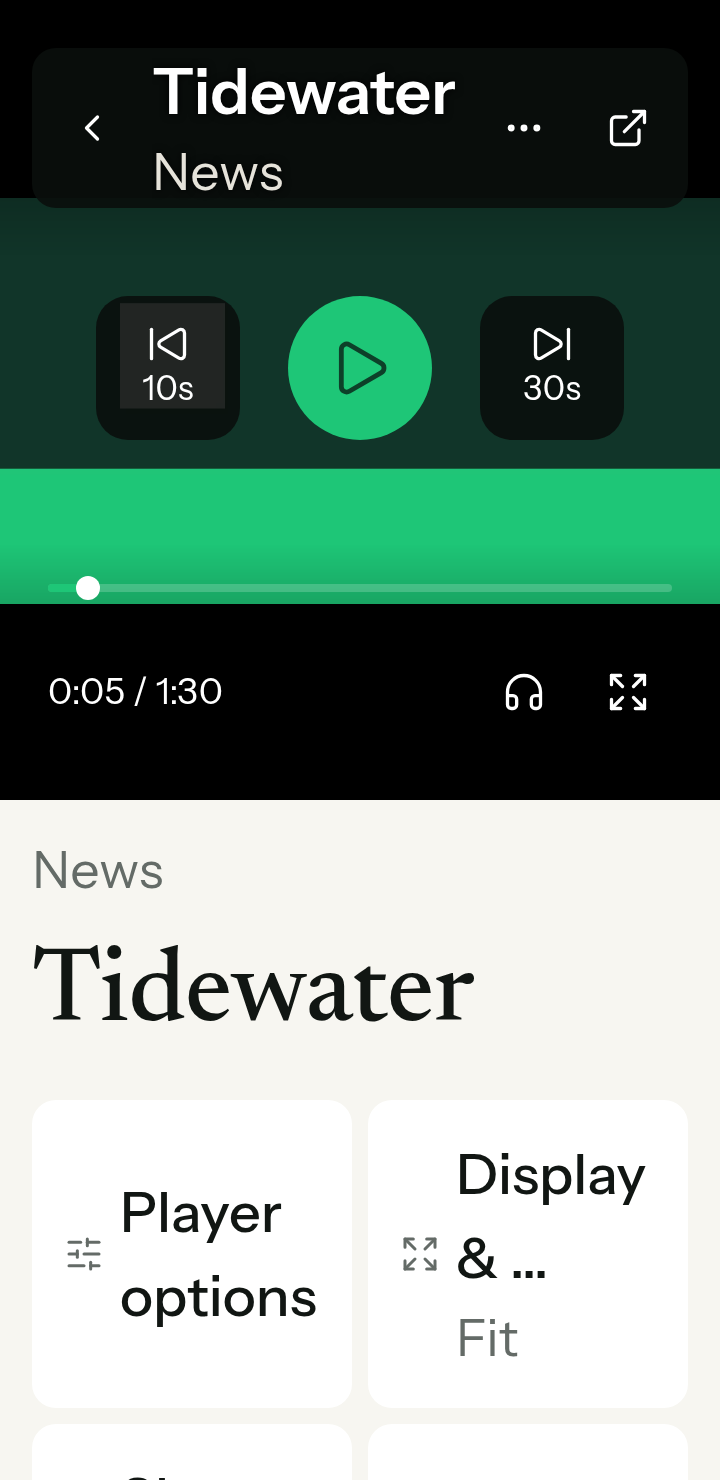 Tidewater
News
10s
30s
0:05 / 1:30
News
Tidewater
Player
options
Display
& ...
Fit